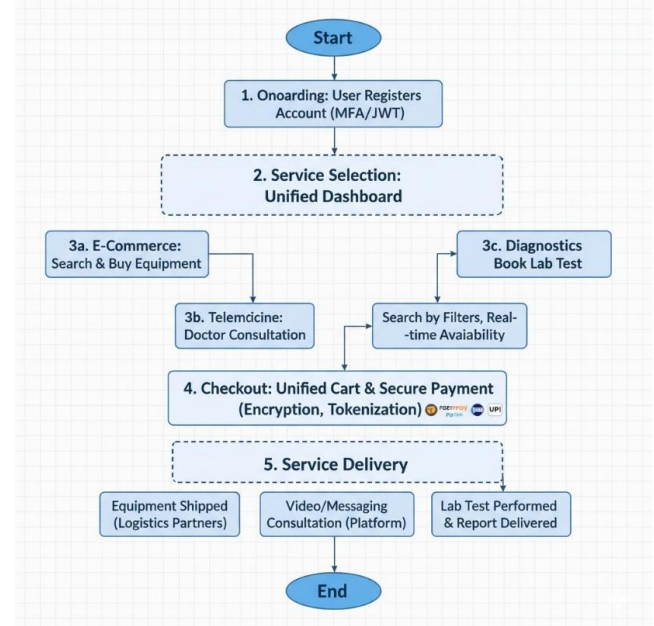 Start
1. Onoarding: User Registers
Account (MFA/JWT)
2. Service Selection:
Unified Dashboard
3a. E-Commerce:
Search & Buy Equipment
3c. Diagnostics
Book Lab Test
3b. Telemcicine:
Doctor Consultation
Search by Filters, Real-
-time Avaiability
4. Checkout: Unified Cart & Secure Payment
(Encryption, Tokenization)
UPI
5. Service Delivery
Equipment Shipped
(Logistics Partners)
Video/Messaging
Consultation (Platform)
Lab Test Performed
& Report Delivered
End